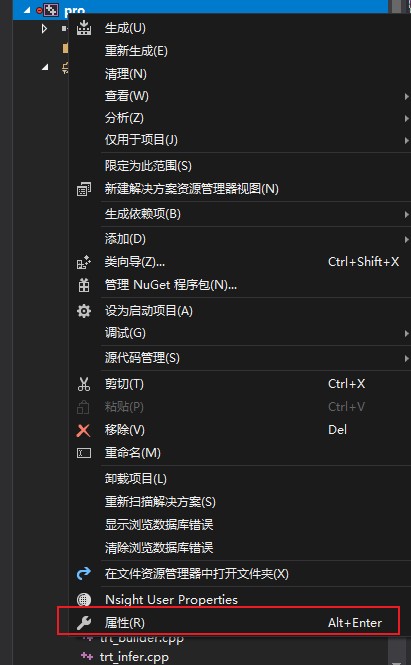 pro
生成(U)
重新生成(E)
清理(N)
查看(W)
分析(Z)
仅用于项目(J)
限定为此范围(S)
新建解决方案资源管理器视图(N)
生成依赖项(B)
添加(D)
类向导(Z)... Ctrl+Shift+X
管理 NuGet 程序包(N)...
设为启动项目(A)
调试(G)
源代码管理(S)
剪切(T) Ctrl+X
粘贴(P) Ctrl+V
移除(V) Del
重命名(M)
卸载项目(L)
重新扫描解决方案(S)
显示浏览数据库错误
清除浏览数据库错误
在文件资源管理器中打开文件夹(X)
Nsight User Properties
属性(R) Alt+Enter
trt_builder.cpp
trt_infer.cpp